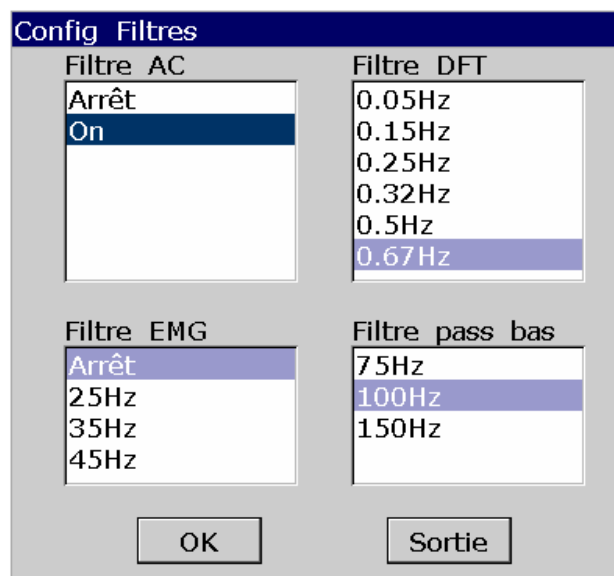 Config Filtres
Filtre AC
Arrêt
On
Filtre DFT
0.05Hz
0.15Hz
0.25Hz
0.32Hz
0.5Hz
0.67Hz
Filtre EMG
Arrêt
25Hz
35Hz
45Hz
Filtre pass bas
75Hz
100Hz
150Hz
OK
Sortie